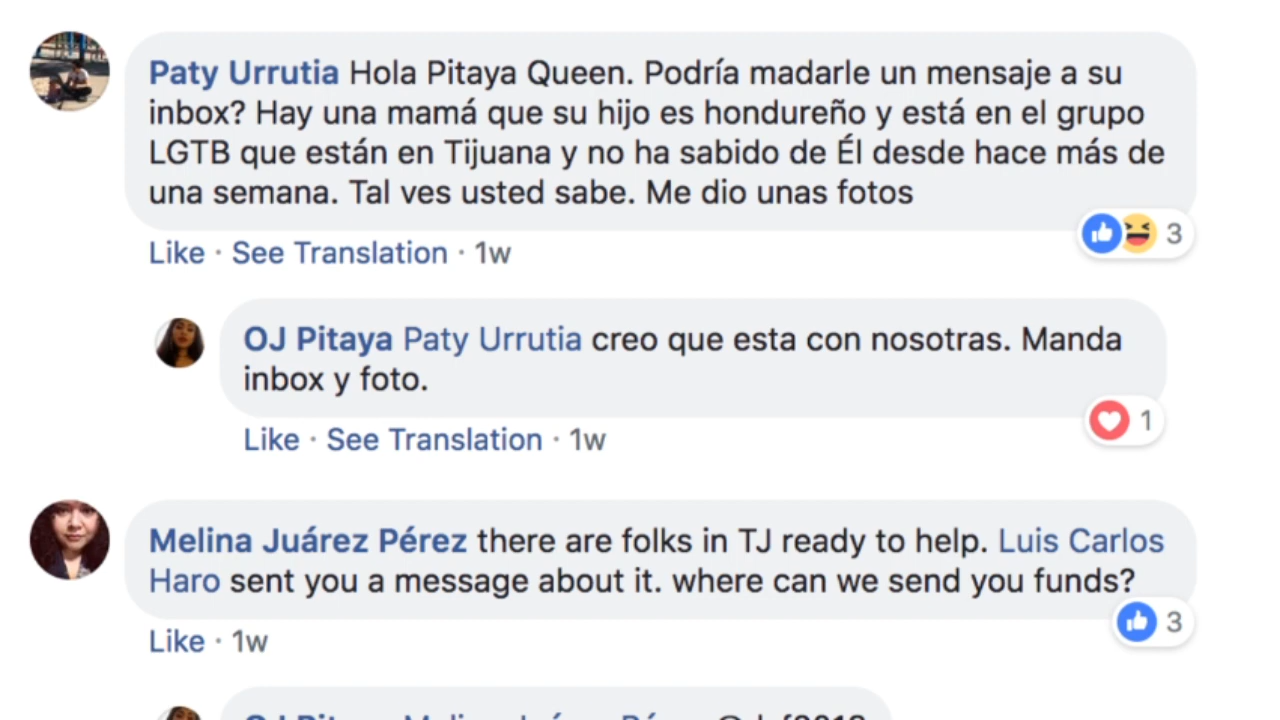 Paty Urrutia Hola Pitaya Queen. Podría madarle un mensaje a su
inbox? Hay una mamá que su hijo es hondureño y está en el grupo
LGTB que están en Tijuana y no ha sabido de Él desde hace más de
una semana. Tal ves usted sabe. Me dio unas fotos
3
Like · See Translation · 1w
OJ Pitaya Paty Urrutia creo que esta con nosotras. Manda
inbox y foto.
1
Like · See Translation · 1w
Melina Juárez Pérez there are folks in TJ ready to help. Luis Carlos
Haro sent you a message about it. where can we send you funds?
3
Like · 1w